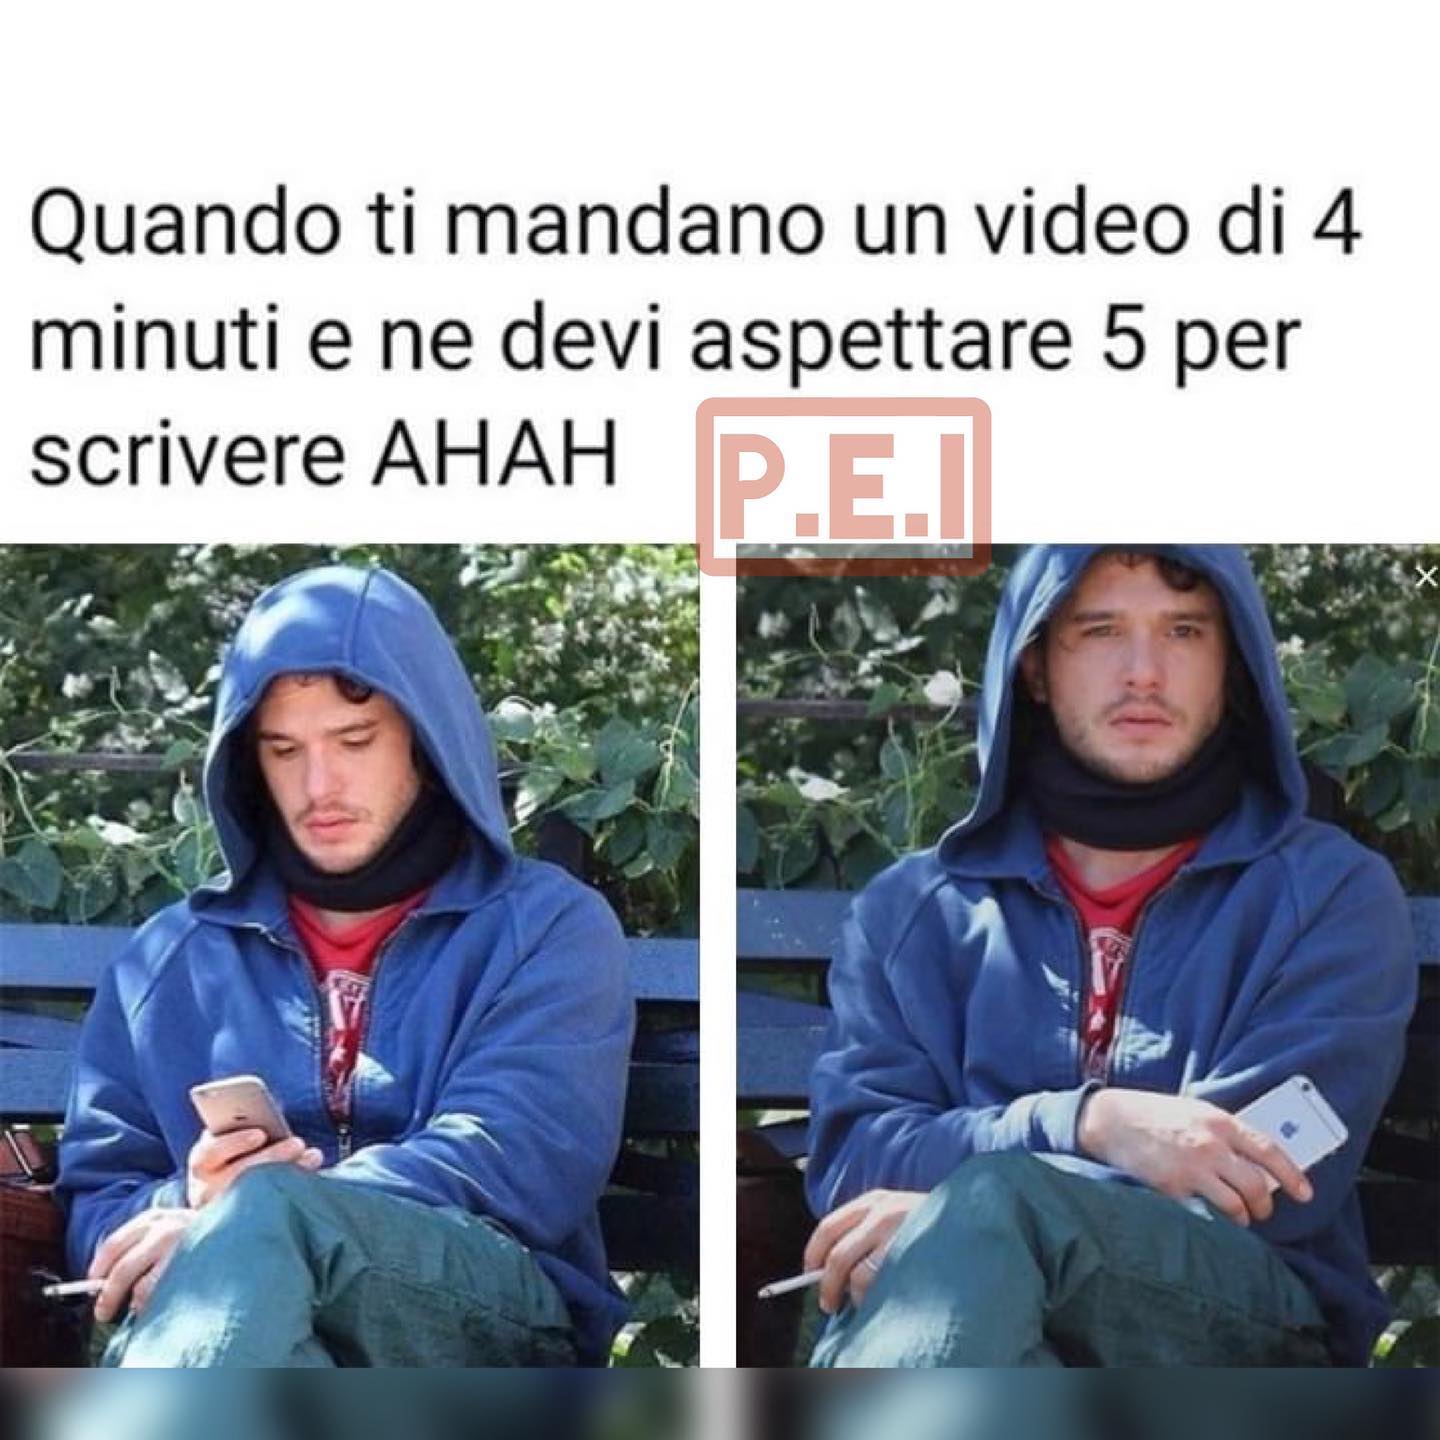 Quando ti mandano un video di 4
minuti e ne devi aspettare 5 per
scrivere AHAH
P.E.I